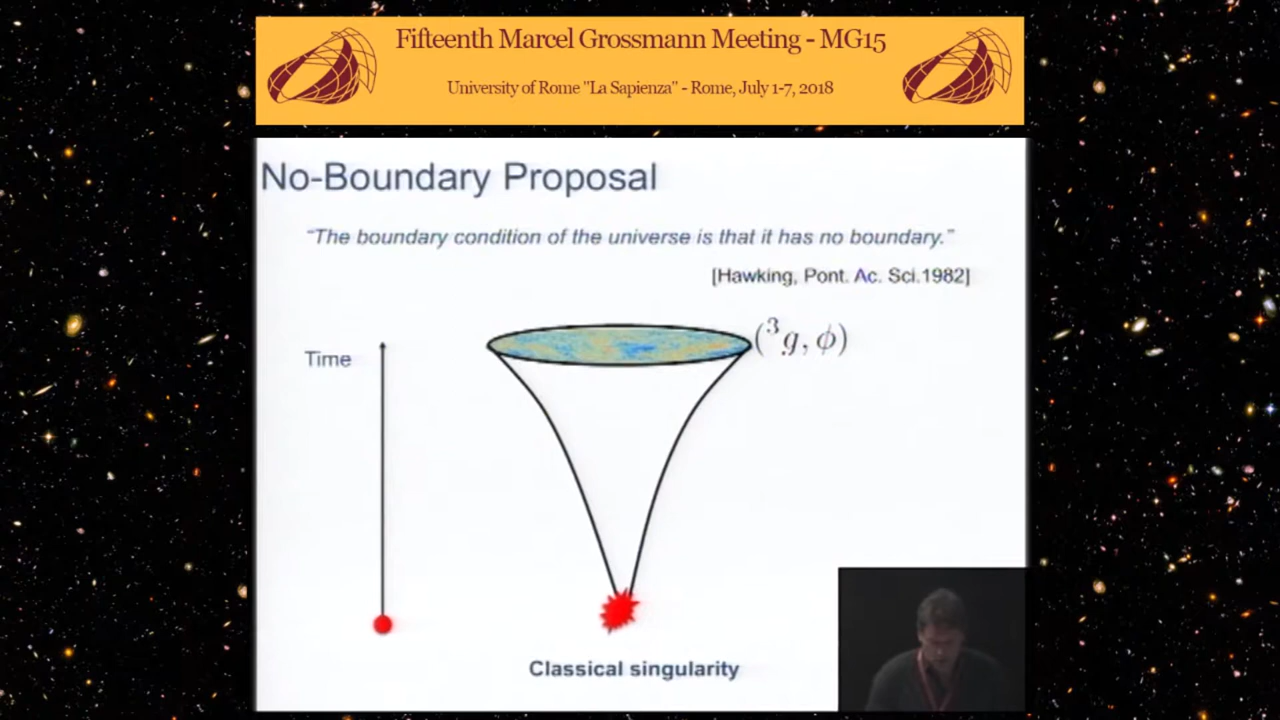 Fifteenth Marcel Grossmann Meeting - MG15
University of Rome "La Sapienza" - Rome, July 1-7, 2018
No-Boundary Proposal
“The boundary condition of the universe is that it has no boundary.”
[Hawking, Pont. Ac. Sci.1982]
(³g, ϕ)
Time
Classical singularity